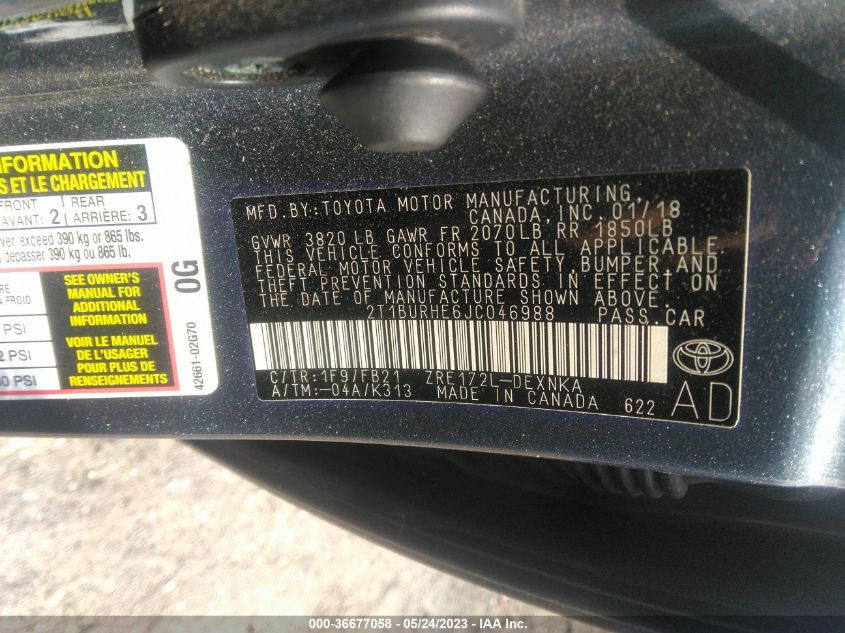 INFORMATION
S ET LE CHARGEMENT
FRONT
AVANT: 2
REAR
ARRIÈRE: 3
ver exceed 390 kg or 865 lbs.
depasser 390 kg ou 865 lb.
RE
FROID
PSI
2 PSI
60 PSI
SEE OWNER'S
MANUAL FOR
ADDITIONAL
INFORMATION
VOIR LE MANUEL
DE L'USAGER
POUR PLUS DE
RENSEIGNEMENTS
0G
42661-02G70
MFD.BY:TOYOTA MOTOR MANUFACTURING,
CANADA,INC.01/18
GVWR 3820 LB GAWR FR 2070LB, RR 1850LB
THIS VEHICLE CONFORMS TO ALL APPLICABLE
FEDERAL MOTOR VEHICLE SAFETY,BUMPER,AND
THEFT PREVENTION STANDARDS IN EFFECT ON
THE DATE OF MANUFACTURE SHOWN ABOVE.
2T1BURHE6JC046988 PASS.CAR
C/TR:1F9/FB21 ZRE172L-DEXNKA
A/TM:-04A/K313 MADE IN CANADA 622
AD
000-36677058 - 05/24/2023 - IAA Inc.